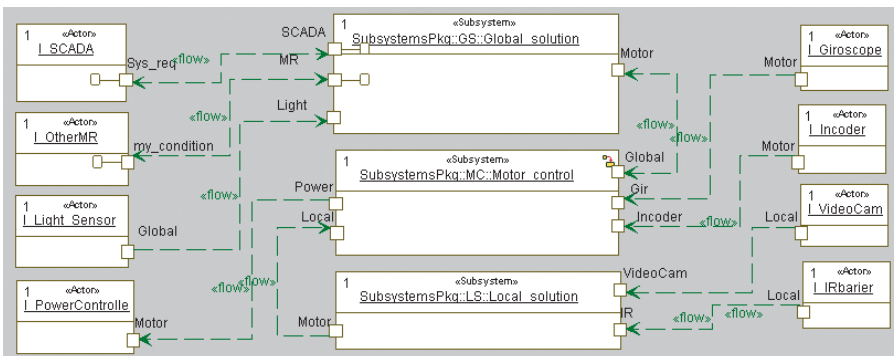 1 «Actor»
I_SCADA
Sys_req
«flow»
1 «Actor»
I_OtherMR
my_condition
«flow»
1 «Actor»
I_Light_Sensor
Global
«flow»
1 «Actor»
I_PowerControlle
Motor
«flow»
SCADA
MR
Light
1 «Subsystem»
SubsystemsPkg::GS::Global_solution
Motor
«flow»
1 «Subsystem»
SubsystemsPkg::MC::Motor_control
Power
Local
Global
Gir
Incoder
«flow»
1 «Subsystem»
SubsystemsPkg::LS::Local_solution
Motor
VideoCam
IR
«flow»
«flow»
1 «Actor»
I_Giroscope
Motor
«flow»
1 «Actor»
I_Incoder
Motor
«flow»
1 «Actor»
I_VideoCam
Local
1 «Actor»
I_IRbarier
Local